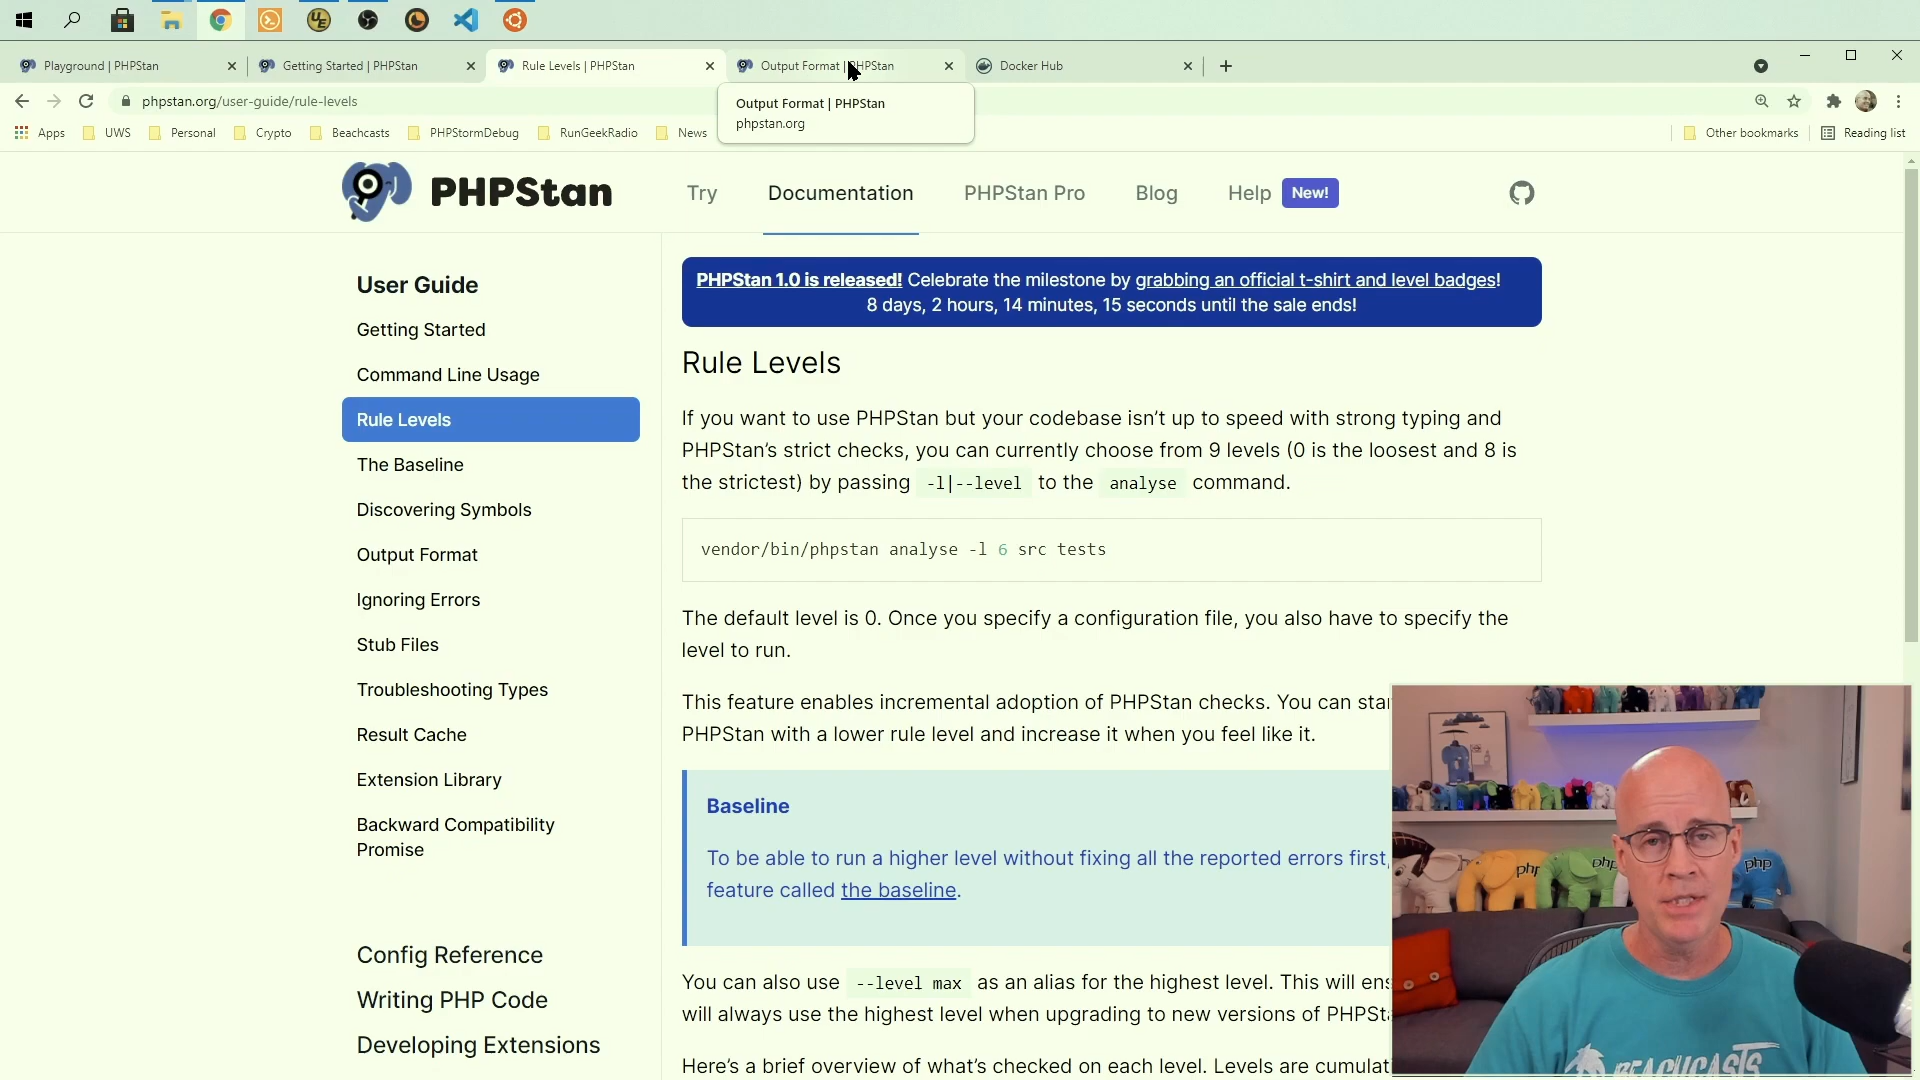 Playground | PHPStan
Getting Started | PHPStan
Rule Levels | PHPStan
Output Format | PHPStan
Docker Hub
phpstan.org/user-guide/rule-levels
Output Format | PHPStan
phpstan.org
Apps
UWS
Personal
Crypto
Beachcasts
PHPStormDebug
RunGeekRadio
News
Other bookmarks
Reading list
PHPStan
Try
Documentation
PHPStan Pro
Blog
Help
New!
User Guide
Getting Started
Command Line Usage
Rule Levels
The Baseline
Discovering Symbols
Output Format
Ignoring Errors
Stub Files
Troubleshooting Types
Result Cache
Extension Library
Backward Compatibility
Promise
Config Reference
Writing PHP Code
Developing Extensions
PHPStan 1.0 is released! Celebrate the milestone by grabbing an official t-shirt and level badges!
8 days, 2 hours, 14 minutes, 15 seconds until the sale ends!
Rule Levels
If you want to use PHPStan but your codebase isn’t up to speed with strong typing and
PHPStan’s strict checks, you can currently choose from 9 levels (0 is the loosest and 8 is
the strictest) by passing -l|--level to the analyse command.
vendor/bin/phpstan analyse -l 6 src tests
The default level is 0. Once you specify a configuration file, you also have to specify the
level to run.
This feature enables incremental adoption of PHPStan checks. You can star
PHPStan with a lower rule level and increase it when you feel like it.
Baseline
To be able to run a higher level without fixing all the reported errors first,
feature called the baseline.
You can also use --level max as an alias for the highest level. This will ens
will always use the highest level when upgrading to new versions of PHPSta
Here’s a brief overview of what’s checked on each level. Levels are cumulat
php
php
php
BEACHCASTS